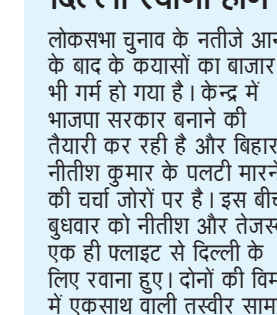 दिल्ली रवाना होने
लोकसभा चुनाव के नतीजे आन
के बाद के कयासों का बाजार
भी गर्म हो गया है। केन्द्र में
भाजपा सरकार बनाने की
तैयारी कर रही है और बिहार
नीतीश कुमार के पलटी मारने
की चर्चा जोरों पर है। इस बीच
बुधवार को नीतीश और तेजस्
एक ही फ्लाइट से दिल्ली के
लिए रवाना हुए। दोनों की विम
में एकसाथ वाली तस्वीर साम